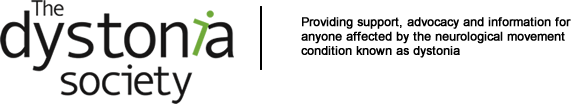 The
dystonia
society
Providing support, advocacy and information for
anyone affected by the neurological movement
condition known as dystonia